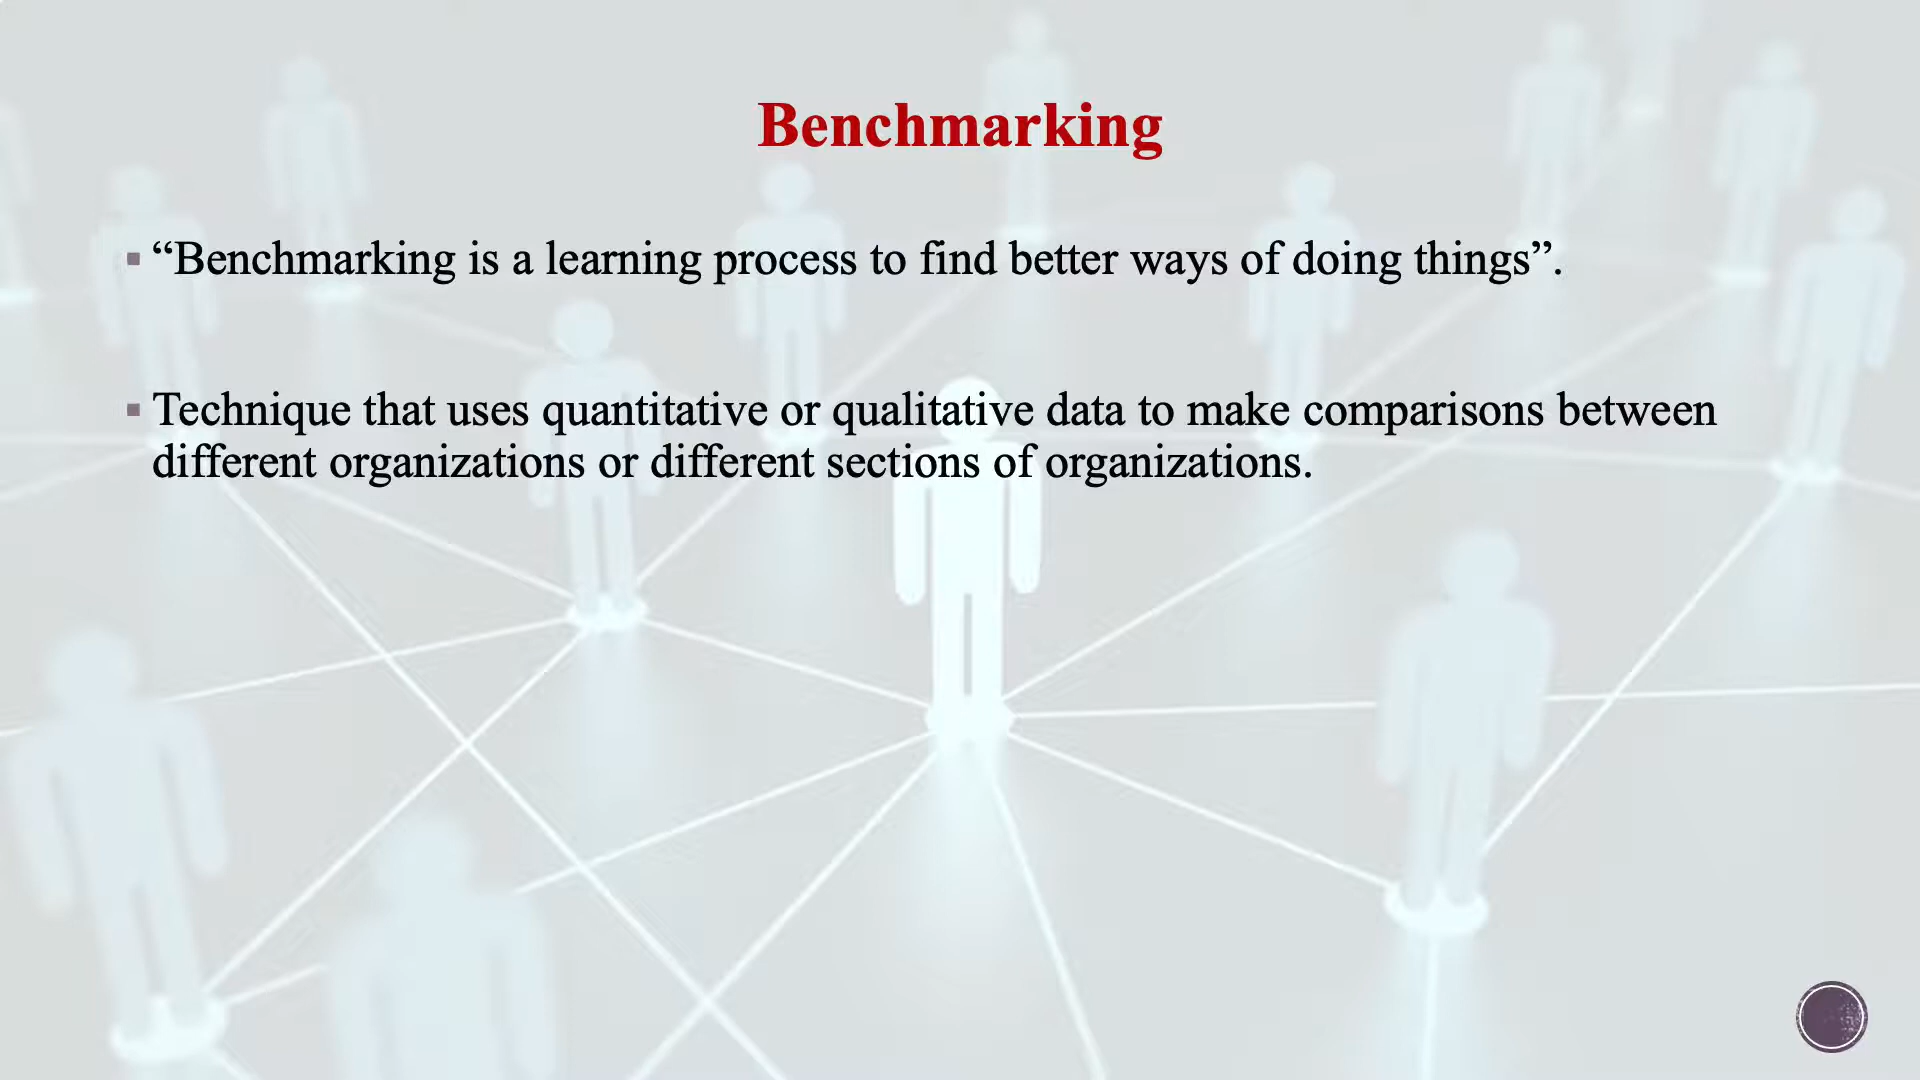 Benchmarking
▪ “Benchmarking is a learning process to find better ways of doing things”.
▪ Technique that uses quantitative or qualitative data to make comparisons between
different organizations or different sections of organizations.